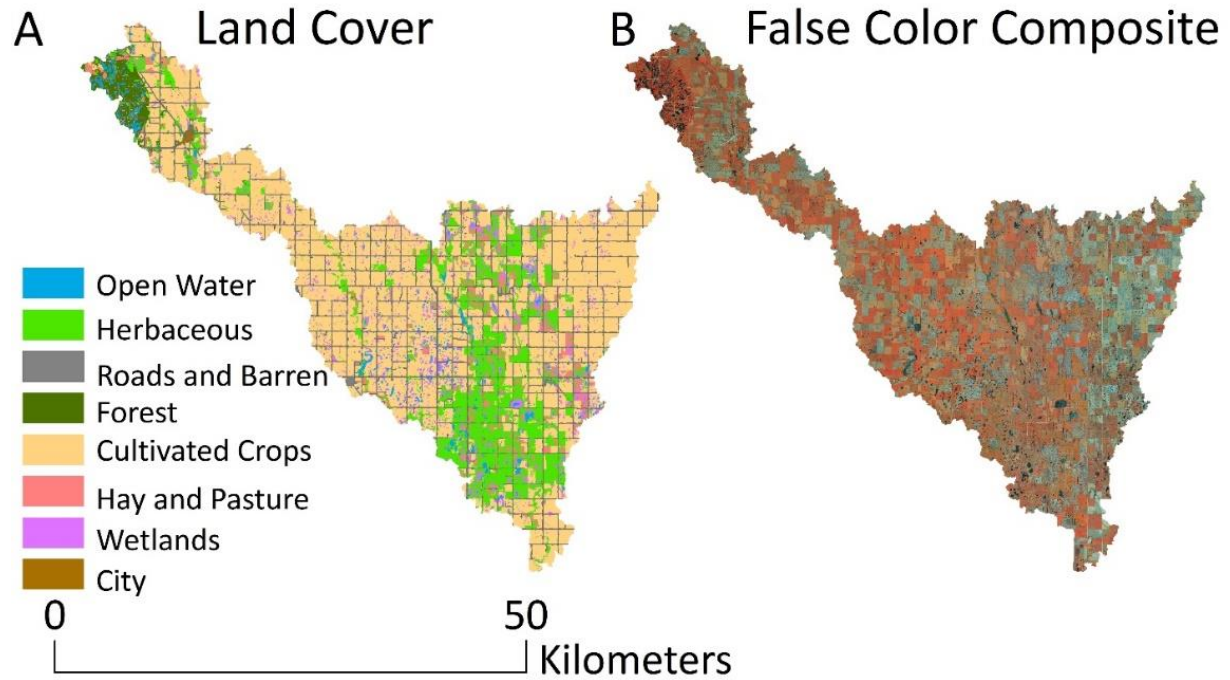 A Land Cover
B False Color Composite
Open Water
Herbaceous
Roads and Barren
Forest
Cultivated Crops
Hay and Pasture
Wetlands
City
0 50
Kilometers